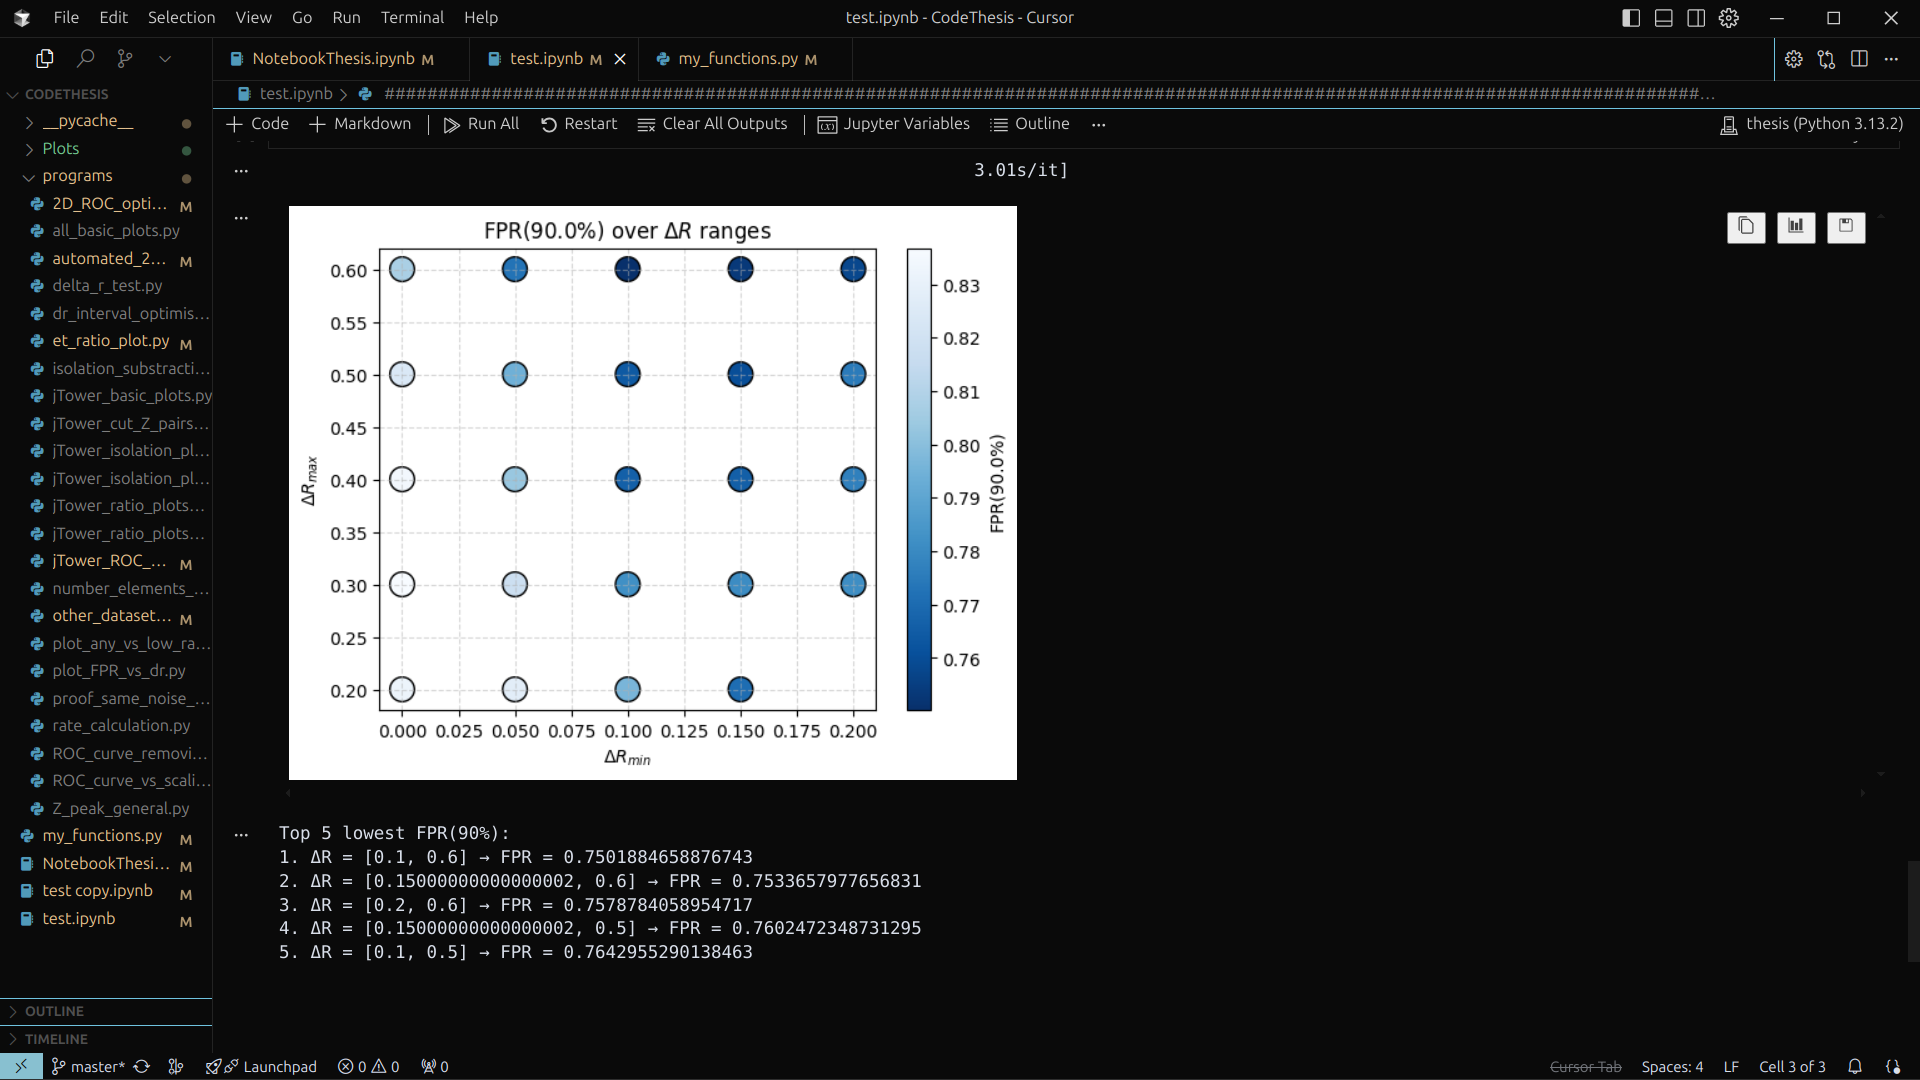 File Edit Selection View Go Run Terminal Help
test.ipynb - CodeThesis - Cursor
NotebookThesis.ipynb M
test.ipynb M
my_functions.py M
CODETHESIS
__pycache__
Plots
programs
2D_ROC_opti... M
all_basic_plots.py
automated_2... M
delta_r_test.py
dr_interval_optimis...
et_ratio_plot.py M
isolation_substracti...
jTower_basic_plots.py
jTower_cut_Z_pairs...
jTower_isolation_pl...
jTower_isolation_pl...
jTower_ratio_plots...
jTower_ratio_plots...
jTower_ROC_... M
number_elements_...
other_dataset... M
plot_any_vs_low_ra...
plot_FPR_vs_dr.py
proof_same_noise_...
rate_calculation.py
ROC_curve_removi...
ROC_curve_vs_scali...
Z_peak_general.py
my_functions.py M
NotebookThesi... M
test copy.ipynb M
test.ipynb M
OUTLINE
TIMELINE
test.ipynb >
+ Code + Markdown | Run All Restart Clear All Outputs | Jupyter Variables Outline ...
thesis (Python 3.13.2)
3.01s/it]
FPR(90.0%) over ΔR ranges
0.60
0.55
0.50
0.45
0.40
0.35
0.30
0.25
0.20
ΔRmax
0.000 0.025 0.050 0.075 0.100 0.125 0.150 0.175 0.200
ΔRmin
0.83
0.82
0.81
0.80
0.79
0.78
0.77
0.76
FPR(90.0%)
Top 5 lowest FPR(90%):
1. ΔR = [0.1, 0.6] → FPR = 0.7501884658876743
2. ΔR = [0.15000000000000002, 0.6] → FPR = 0.7533657977656831
3. ΔR = [0.2, 0.6] → FPR = 0.7578784058954717
4. ΔR = [0.15000000000000002, 0.5] → FPR = 0.7602472348731295
5. ΔR = [0.1, 0.5] → FPR = 0.7642955290138463
master* Launchpad 0 0 0
Cursor Tab Spaces: 4 LF Cell 3 of 3